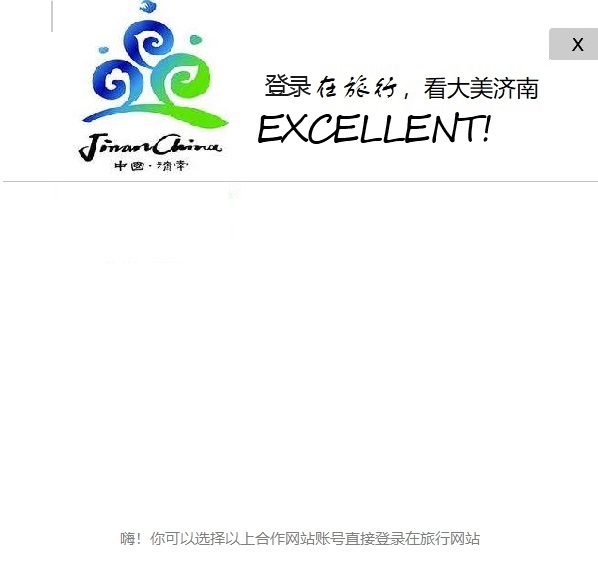 X
登录在旅行，看大美济南
EXCELLENT!
Jinan China
中国·济南
嗨！你可以选择以上合作网站账号直接登录在旅行网站